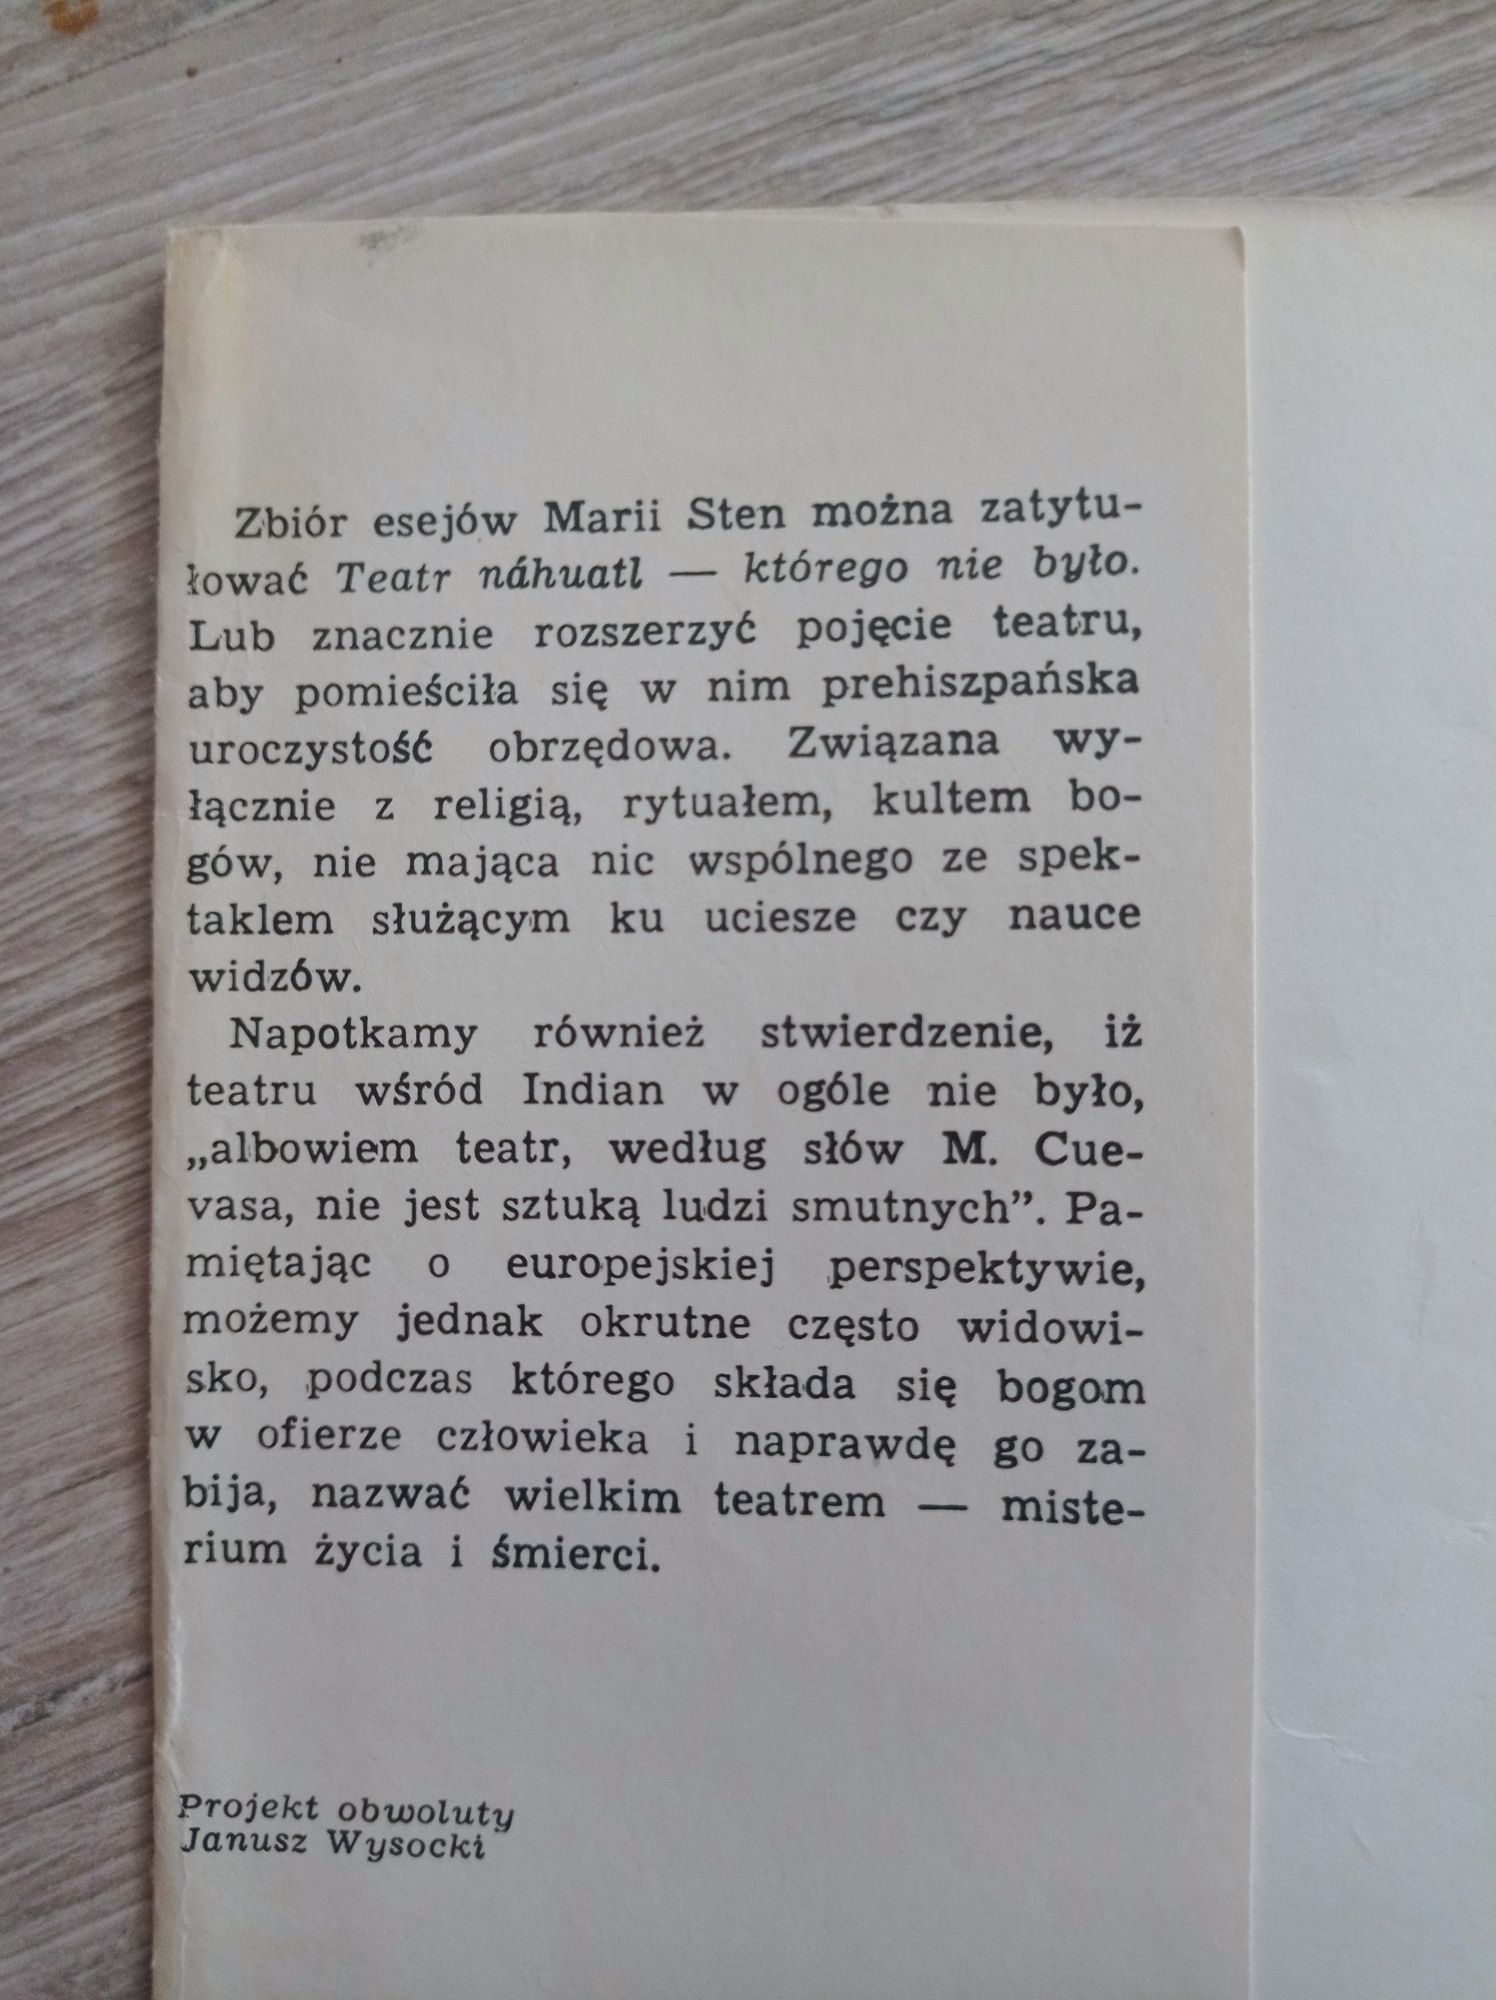 Zbiór esejów Marii Sten można zatytu-
łować Teatr náhuatl — którego nie było.
Lub znacznie rozszerzyć pojęcie teatru,
aby pomieściła się w nim prehiszpańska
uroczystość obrzędowa. Związana wy-
łącznie z religią, rytuałem, kultem bo-
gów, nie mająca nic wspólnego ze spek-
taklem służącym ku uciesze czy nauce
widzów.
Napotkamy również stwierdzenie, iż
teatru wśród Indian w ogóle nie było,
„albowiem teatr, według słów M. Cue-
vasa, nie jest sztuką ludzi smutnych”. Pa-
miętając o europejskiej perspektywie,
możemy jednak okrutne często widowi-
sko, podczas którego składa się bogom
w ofierze człowieka i naprawdę go za-
bija, nazwać wielkim teatrem — miste-
rium życia i śmierci.
Projekt obwoluty
Janusz Wysocki